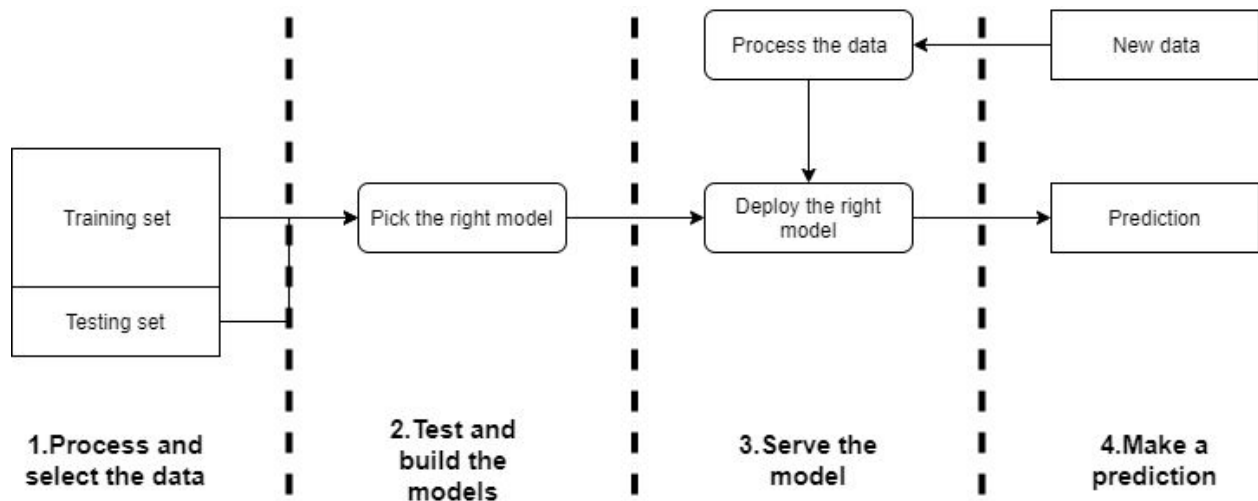 Process the data
New data
Training set
Pick the right model
Deploy the right
model
Prediction
Testing set
1.Process and
select the data
2.Test and
build the
models
3.Serve the
model
4.Make a
prediction